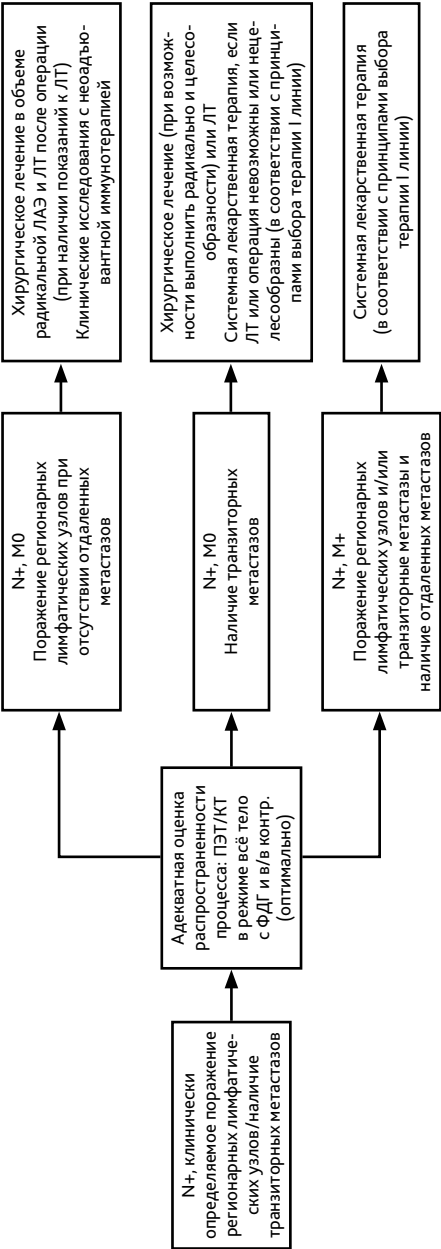 N+, клинически
определяемое поражение
регионарных лимфатиче-
ских узлов/наличие
транзиторных метастазов
Адекватная оценка
распространенности
процесса: ПЭТ/КТ
в режиме всё тело
с ФДГ и в/в контр.
(оптимально)
N+, M0
Поражение регионарных
лимфатических узлов при
отсутствии отдаленных
метастазов
Хирургическое лечение в объеме
радикальной ЛАЭ и ЛТ после операции
(при наличии показаний к ЛТ)
Клинические исследования с неоадъю-
вантной иммунотерапией
N+, M0
Наличие транзиторных
метастазов
Хирургическое лечение (при возмож-
ности выполнить радикально и целесо-
образности) или ЛТ
Системная лекарственная терапия, если
ЛТ или операция невозможны или неце-
лесообразны (в соответствии с принци-
пами выбора терапии I линии)
N+, M+
Поражение регионарных
лимфатических узлов и/или
транзиторные метастазы и
наличие отдаленных метастазов
Системная лекарственная терапия
(в соответствии с принципами выбора
терапии I линии)